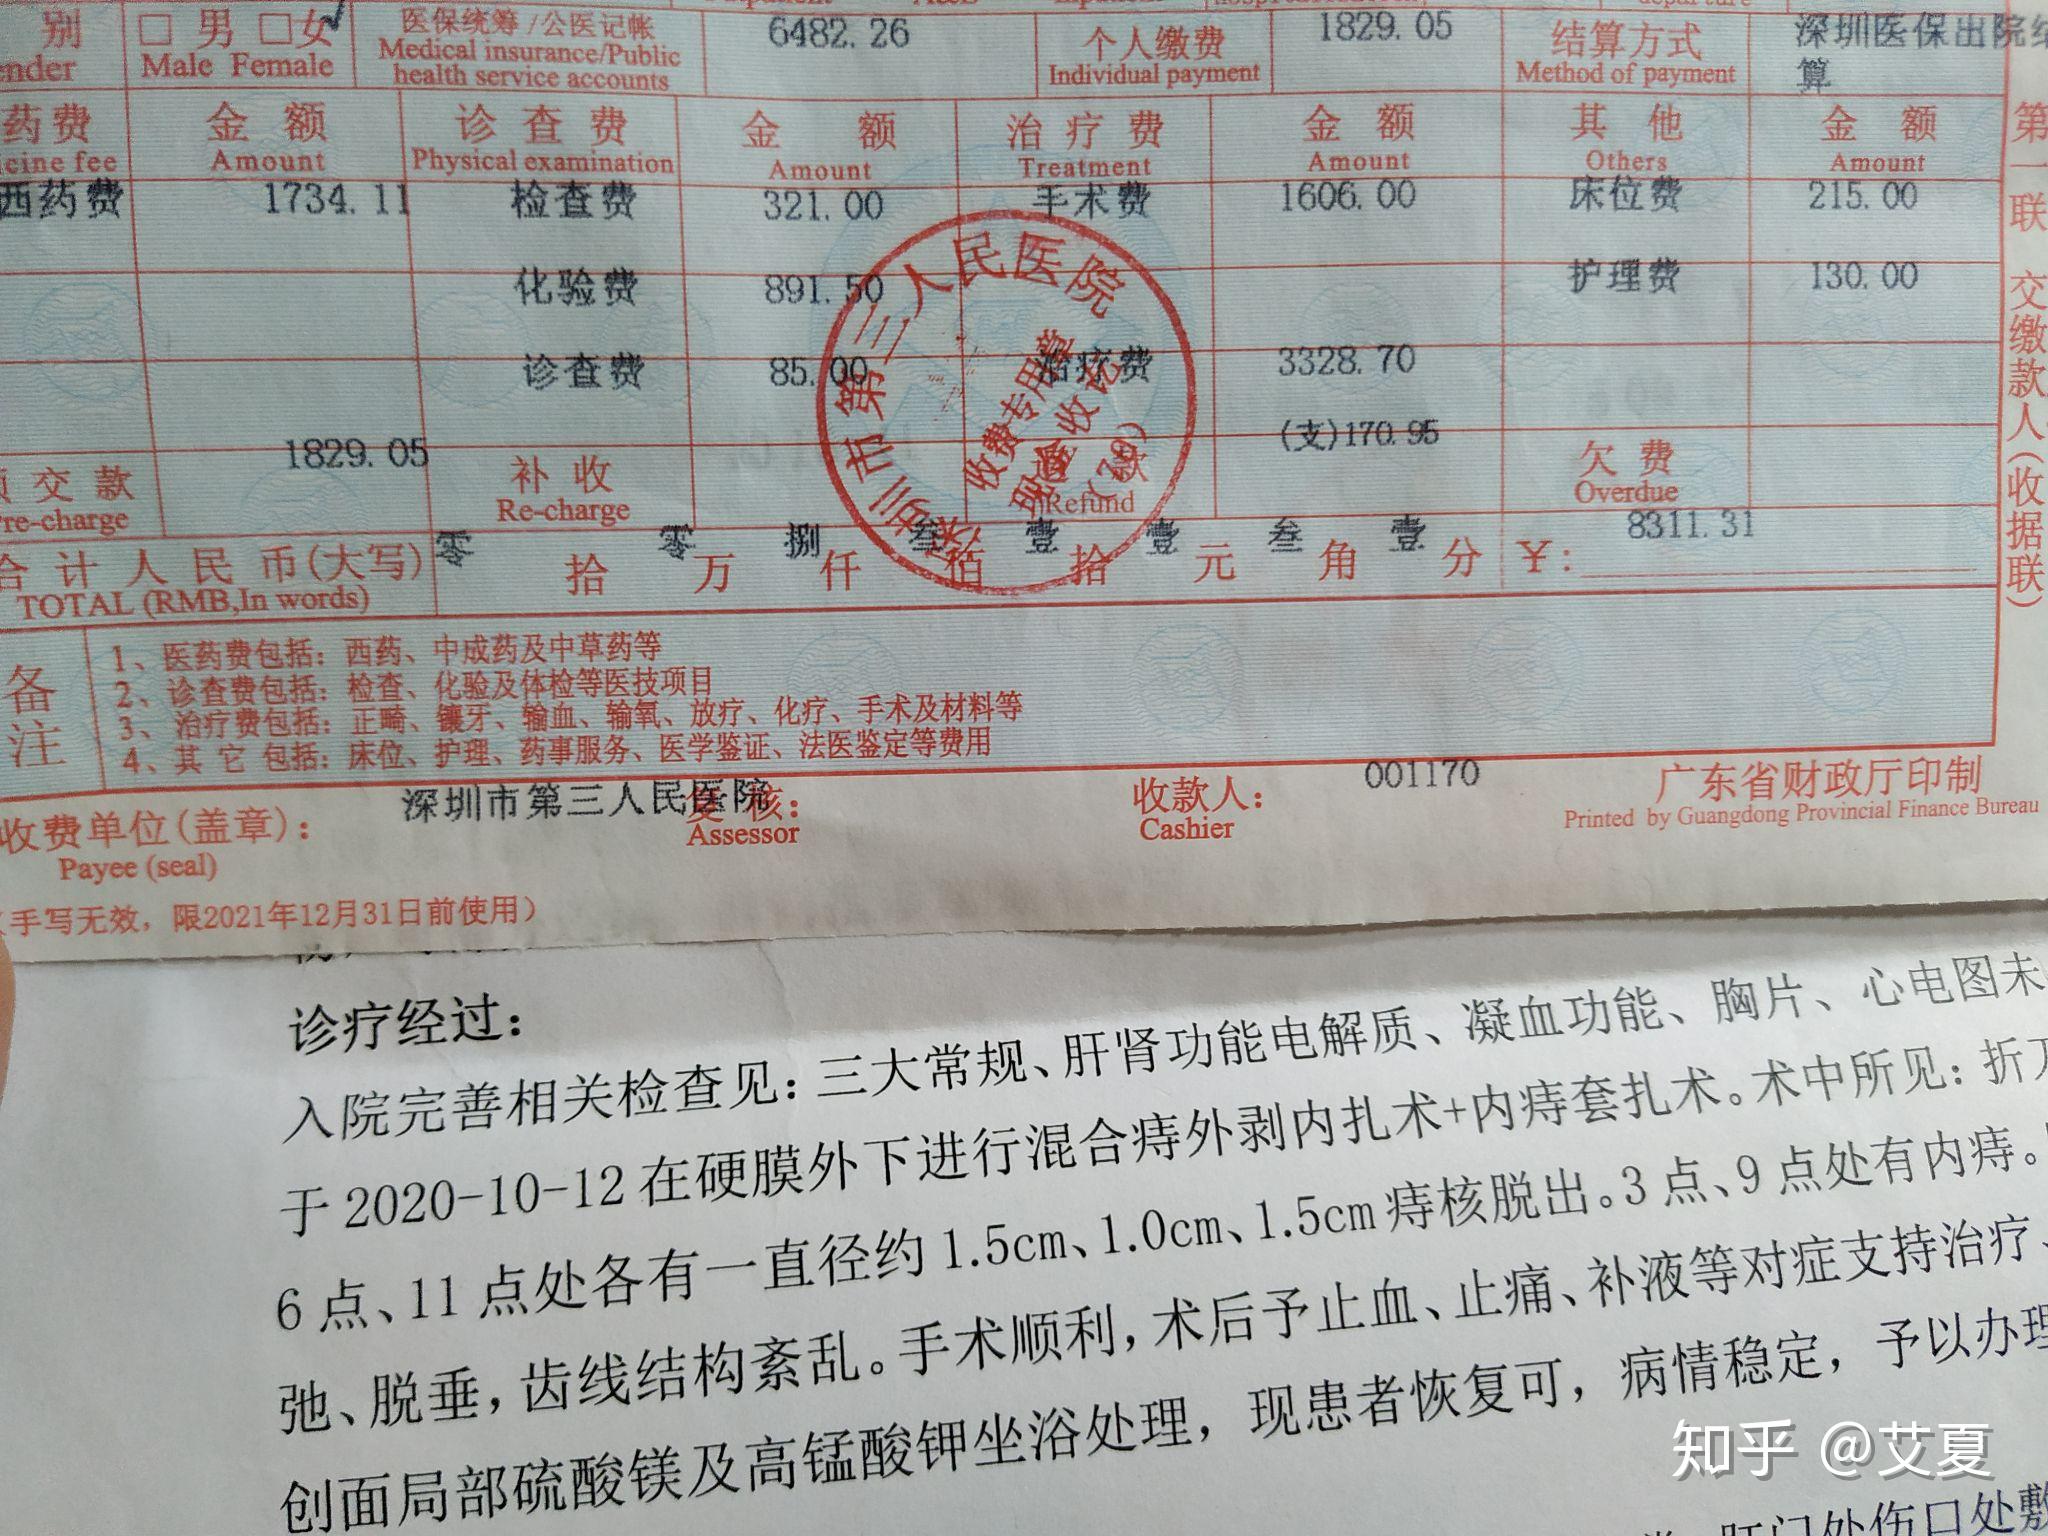 别 □ 男 □女 医保统筹/公医记帐 6482.26 个人缴费 1829.05 结算方式 深圳医保出院结
ender Male Female Medical insurance/Public health service accounts Individual payment Method of payment 算
药费 金额 诊查费 金额 治疗费 金额 其他 金额
icine fee Amount Physical examination Amount Treatment Amount Others Amount
西药费 1734.11 检查费 321.00 手术费 1606.00 床位费 215.00
化验费 891.50 护理费 130.00
诊查费 85.00 治疗费 3328.70
1829.05 (支)170.95
交款 补收 退款 欠费
re-charge Re-charge Refund Overdue
零 零 捌 叁 壹 壹 叁 壹 8311.31
合计人民币(大写) 拾 万 仟 佰 拾 元 角 分 ¥:
TOTAL (RMB,In words)
深圳市第三人民医院
收费专用章
(79)
备注
1、医药费包括：西药、中成药及中草药等
2、诊查费包括：检查、化验及体检等医技项目
3、治疗费包括：正畸、镶牙、输血、输氧、放疗、化疗、手术及材料等
4、其它包括：床位、护理、药事服务、医学鉴证、法医鉴定等费用
第一联 交缴款人(收据联)
收费单位(盖章)： 深圳市第三人民医院 复核： 收款人： 001170 广东省财政厅印制
Payee (seal) Assessor Cashier Printed by Guangdong Provincial Finance Bureau
(手写无效，限2021年12月31日前使用)
诊疗经过：
入院完善相关检查见：三大常规、肝肾功能电解质、凝血功能、胸片、心电图未
于 2020-10-12 在硬膜外下进行混合痔外剥内扎术+内痔套扎术。术中所见：折刀
6 点、11 点处各有一直径约 1.5cm、1.0cm、1.5cm 痔核脱出。3 点、9 点处有内痔。
弛、脱垂，齿线结构紊乱。手术顺利，术后予止血、止痛、补液等对症支持治疗、
创面局部硫酸镁及高锰酸钾坐浴处理，现患者恢复可，病情稳定，予以办理
肛门处伤口处敷
知乎 @艾夏